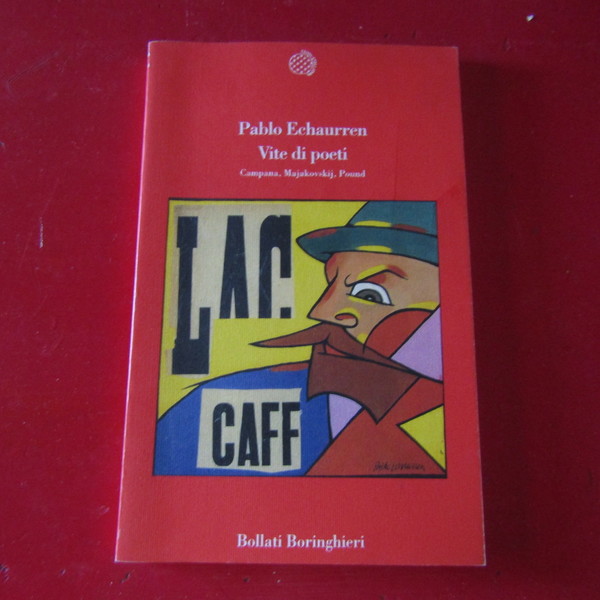 Pablo Echaurren
Vite di poeti
Campana, Majakovskij, Pound
LAC
CAFF
Bollati Boringhieri